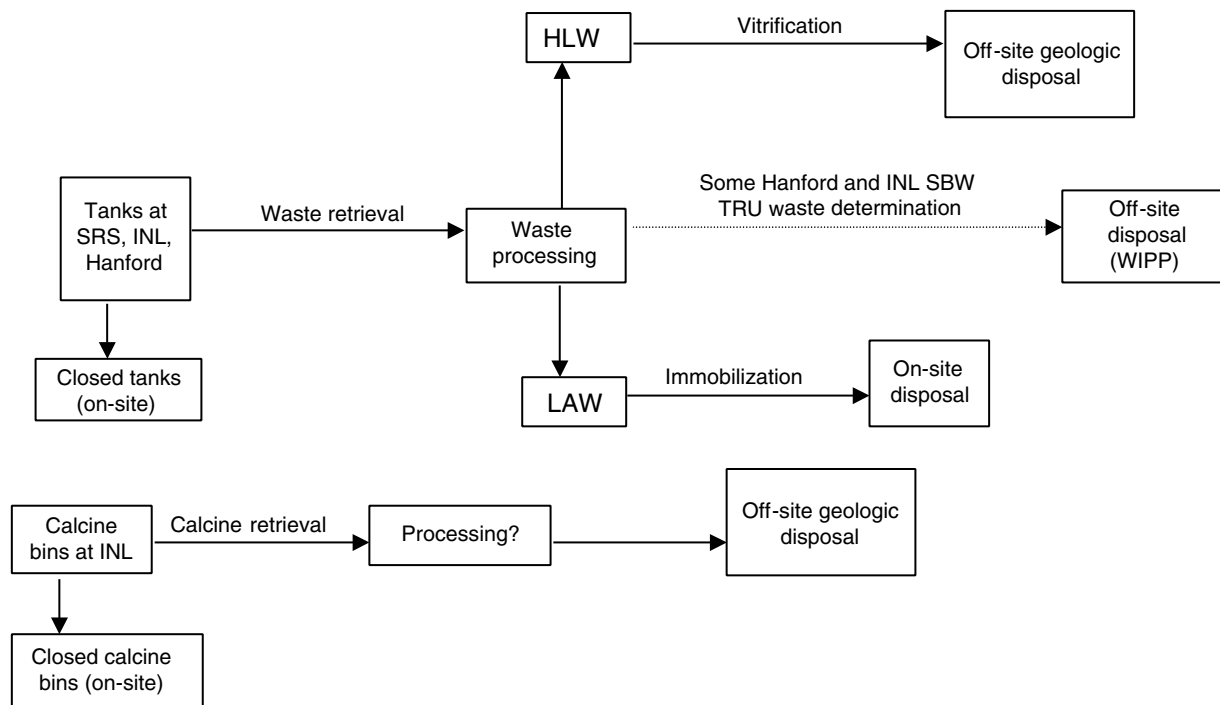 HLW
Vitrification
Off-site geologic
disposal
Tanks at
SRS, INL,
Hanford
Waste retrieval
Waste
processing
Some Hanford and INL SBW
TRU waste determination
Off-site
disposal
(WIPP)
Closed tanks
(on-site)
LAW
Immobilization
On-site
disposal
Calcine
bins at INL
Calcine retrieval
Processing?
Off-site geologic
disposal
Closed calcine
bins (on-site)